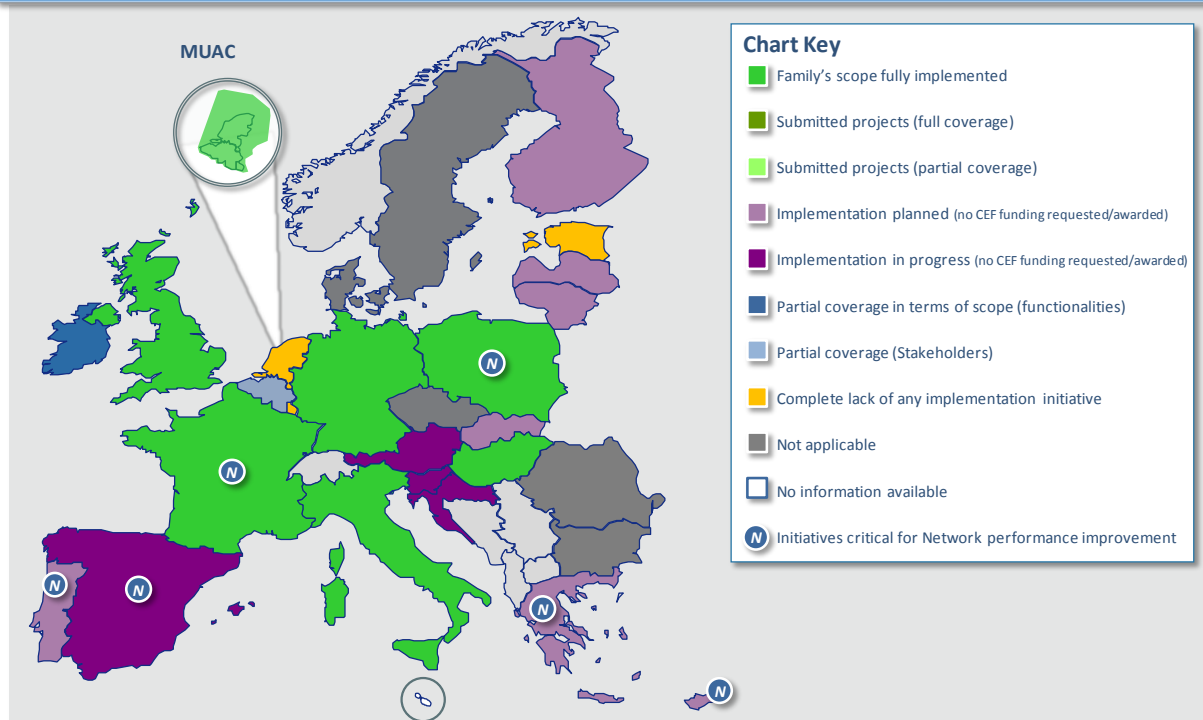 MUAC
Chart Key
Family's scope fully implemented
Submitted projects (full coverage)
Submitted projects (partial coverage)
Implementation planned (no CEF funding requested/awarded)
Implementation in progress (no CEF funding requested/awarded)
Partial coverage in terms of scope (functionalities)
Partial coverage (Stakeholders)
Complete lack of any implementation initiative
Not applicable
No information available
N Initiatives critical for Network performance improvement
N
N
N
N
N
N